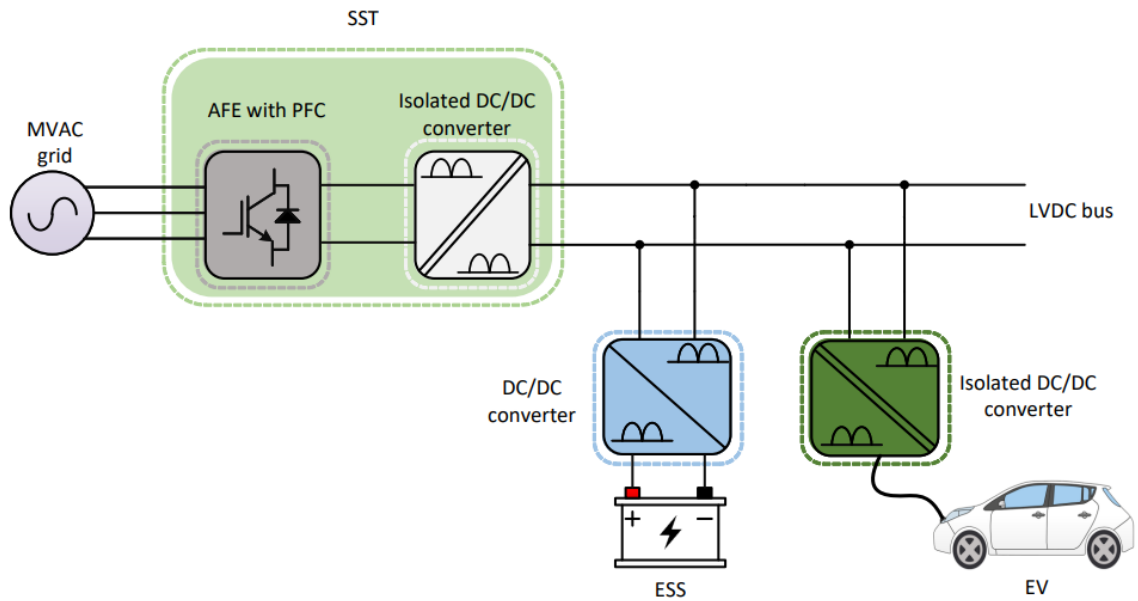 SST
AFE with PFC
Isolated DC/DC
converter
MVAC
grid
LVDC bus
DC/DC
converter
Isolated DC/DC
converter
+ −
ESS
EV